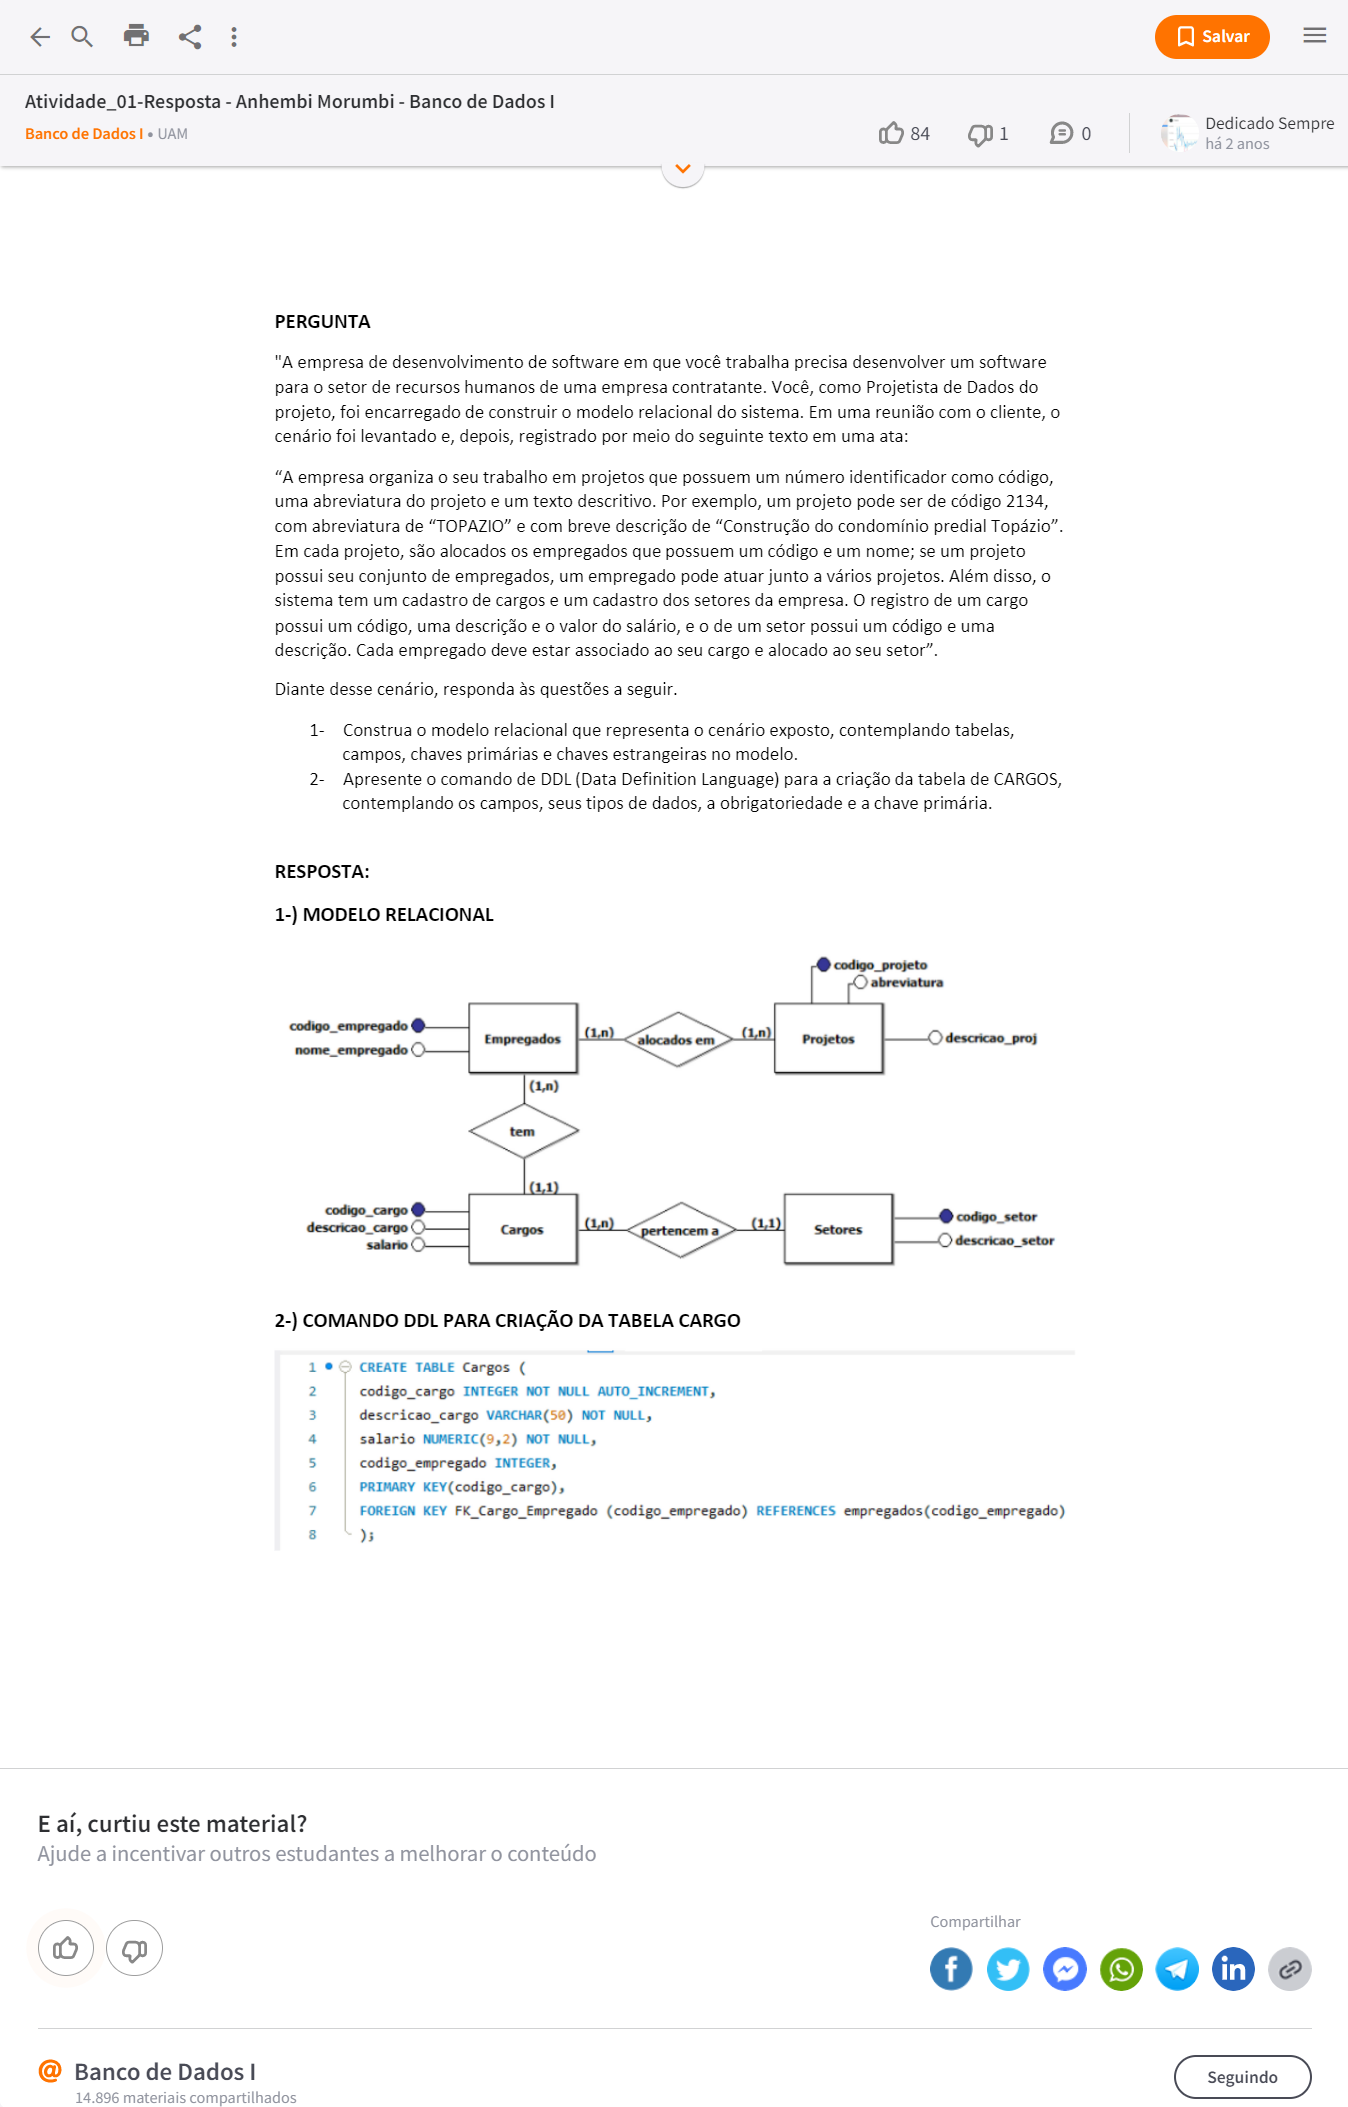 Salvar
Atividade_01-Resposta - Anhembi Morumbi - Banco de Dados I
Banco de Dados I • UAM
84
1
0
Dedicado Sempre
há 2 anos
PERGUNTA
"A empresa de desenvolvimento de software em que você trabalha precisa desenvolver um software
para o setor de recursos humanos de uma empresa contratante. Você, como Projetista de Dados do
projeto, foi encarregado de construir o modelo relacional do sistema. Em uma reunião com o cliente, o
cenário foi levantado e, depois, registrado por meio do seguinte texto em uma ata:
“A empresa organiza o seu trabalho em projetos que possuem um número identificador como código,
uma abreviatura do projeto e um texto descritivo. Por exemplo, um projeto pode ser de código 2134,
com abreviatura de “TOPAZIO” e com breve descrição de “Construção do condomínio predial Topázio”.
Em cada projeto, são alocados os empregados que possuem um código e um nome; se um projeto
possui seu conjunto de empregados, um empregado pode atuar junto a vários projetos. Além disso, o
sistema tem um cadastro de cargos e um cadastro dos setores da empresa. O registro de um cargo
possui um código, uma descrição e o valor do salário, e o de um setor possui um código e uma
descrição. Cada empregado deve estar associado ao seu cargo e alocado ao seu setor”.
Diante desse cenário, responda às questões a seguir.
1- Construa o modelo relacional que representa o cenário exposto, contemplando tabelas,
campos, chaves primárias e chaves estrangeiras no modelo.
2- Apresente o comando de DDL (Data Definition Language) para a criação da tabela de CARGOS,
contemplando os campos, seus tipos de dados, a obrigatoriedade e a chave primária.
RESPOSTA:
1-) MODELO RELACIONAL
codigo_projeto
abreviatura
codigo_empregado
nome_empregado
Empregados
(1,n)
alocados em
(1,n)
Projetos
descricao_proj
(1,n)
tem
(1,1)
codigo_cargo
descricao_cargo
salario
Cargos
(1,n)
pertencem a
(1,1)
Setores
codigo_setor
descricao_setor
2-) COMANDO DDL PARA CRIAÇÃO DA TABELA CARGO
1 CREATE TABLE Cargos (
2 codigo_cargo INTEGER NOT NULL AUTO_INCREMENT,
3 descricao_cargo VARCHAR(50) NOT NULL,
4 salario NUMERIC(9,2) NOT NULL,
5 codigo_empregado INTEGER,
6 PRIMARY KEY(codigo_cargo),
7 FOREIGN KEY FK_Cargo_Empregado (codigo_empregado) REFERENCES empregados(codigo_empregado)
8 );
E aí, curtiu este material?
Ajude a incentivar outros estudantes a melhorar o conteúdo
Compartilhar
Banco de Dados I
14.896 materiais compartilhados
Seguindo